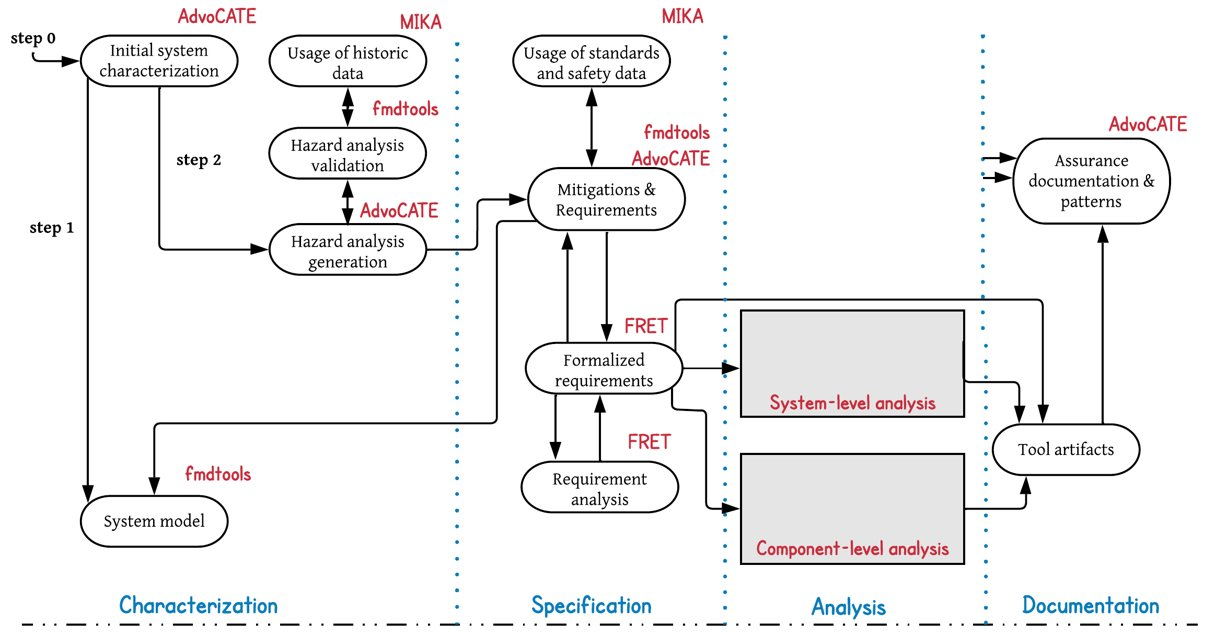 AdvoCATE
MIKA
MIKA
step 0
Initial system
characterization
Usage of historic
data
Usage of standards
and safety data
fmdtools
fmdtools
AdvoCATE
AdvoCATE
step 2
Hazard analysis
validation
Assurance
documentation &
patterns
Mitigations &
Requirements
AdvoCATE
step 1
Hazard analysis
generation
FRET
Formalized
requirements
System-level analysis
FRET
Tool artifacts
fmdtools
Requirement
analysis
System model
Component-level analysis
Characterization
Specification
Analysis
Documentation